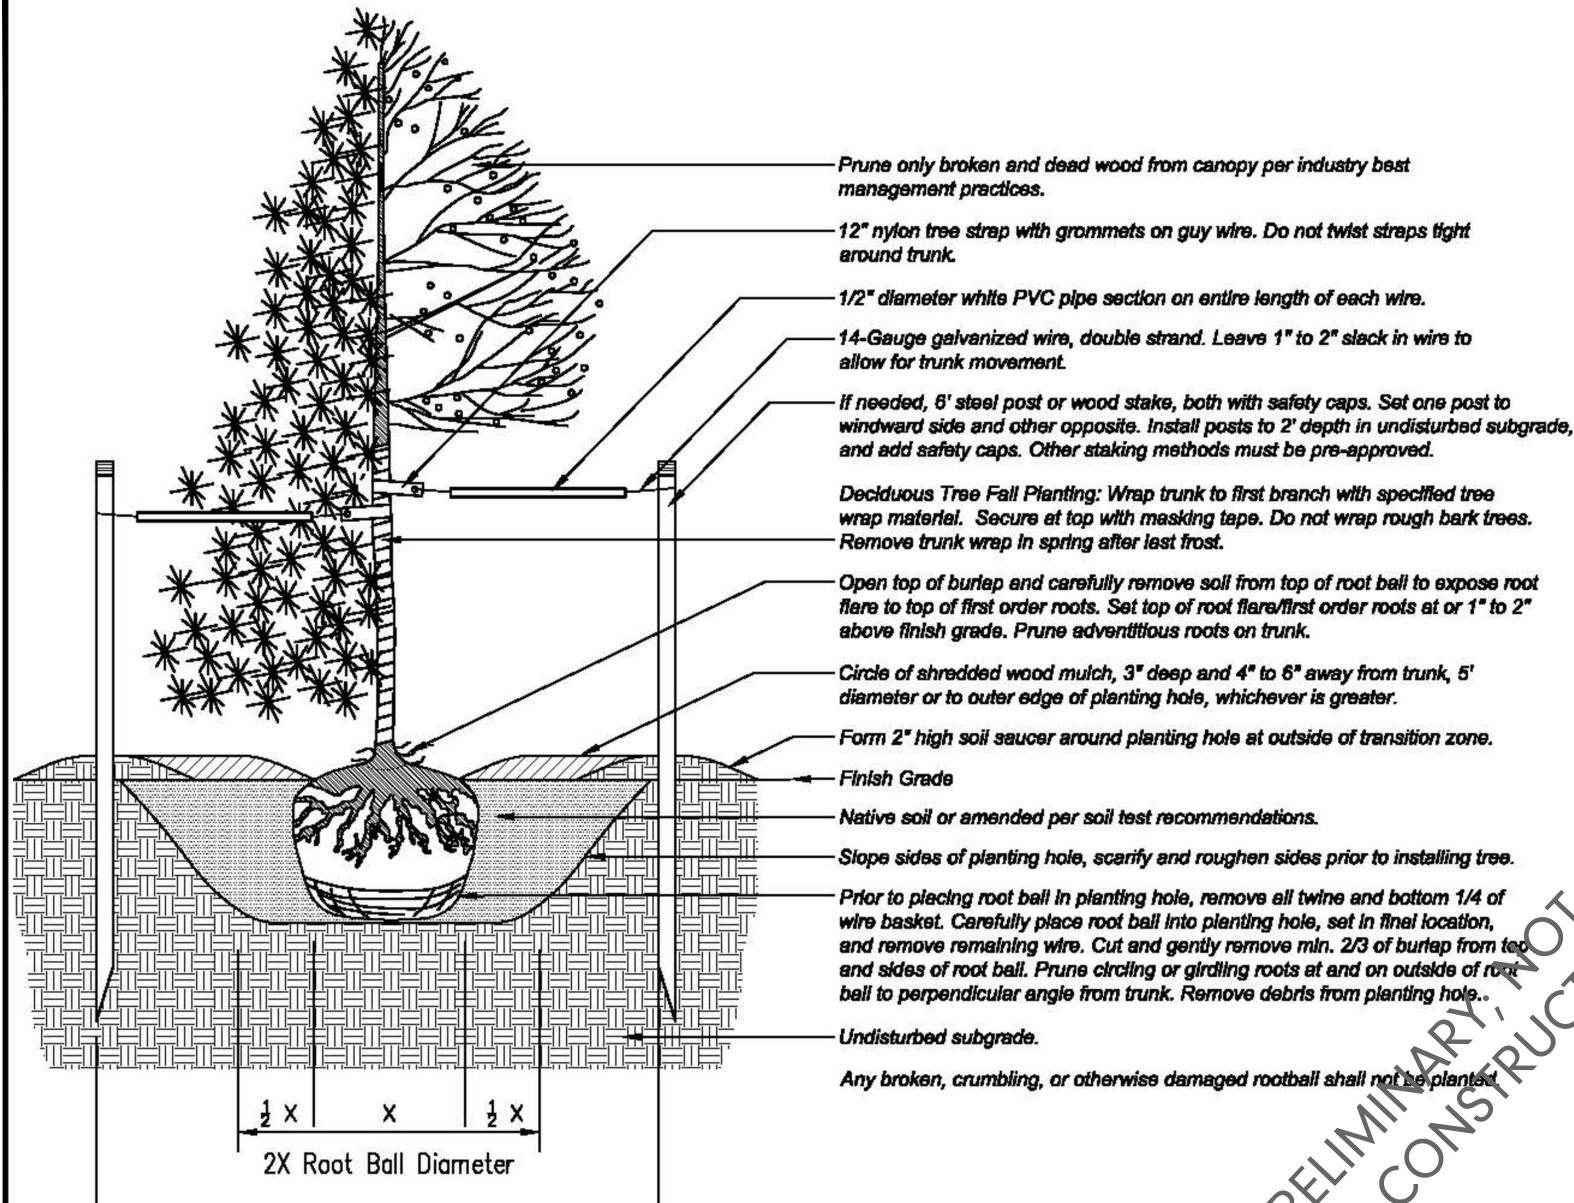 Prune only broken and dead wood from canopy per industry best
management practices.
12" nylon tree strap with grommets on guy wire. Do not twist straps tight
around trunk.
1/2" diameter white PVC pipe section on entire length of each wire.
14-Gauge galvanized wire, double strand. Leave 1" to 2" slack in wire to
allow for trunk movement.
If needed, 6' steel post or wood stake, both with safety caps. Set one post to
windward side and other opposite. Install posts to 2' depth in undisturbed subgrade,
and add safety caps. Other staking methods must be pre-approved.
Deciduous Tree Fall Planting: Wrap trunk to first branch with specified tree
wrap material. Secure at top with masking tape. Do not wrap rough bark trees.
Remove trunk wrap in spring after last frost.
Open top of burlap and carefully remove soil from top of root ball to expose root
flare to top of first order roots. Set top of root flare/first order roots at or 1" to 2"
above finish grade. Prune adventitious roots on trunk.
Circle of shredded wood mulch, 3" deep and 4" to 6" away from trunk, 5'
diameter or to outer edge of planting hole, whichever is greater.
Form 2" high soil saucer around planting hole at outside of transition zone.
Finish Grade
Native soil or amended per soil test recommendations.
Slope sides of planting hole, scarify and roughen sides prior to installing tree.
Prior to placing root ball in planting hole, remove all twine and bottom 1/4 of
wire basket. Carefully place root ball into planting hole, set in final location,
and remove remaining wire. Cut and gently remove min. 2/3 of burlap from top
and sides of root ball. Prune circling or girdling roots at and on outside of root
ball to perpendicular angle from trunk. Remove debris from planting hole..
Undisturbed subgrade.
Any broken, crumbling, or otherwise damaged rootball shall not be planted.
½ X X ½ X
2X Root Ball Diameter
PRELIMINARY; NOT
CONSTRUCT